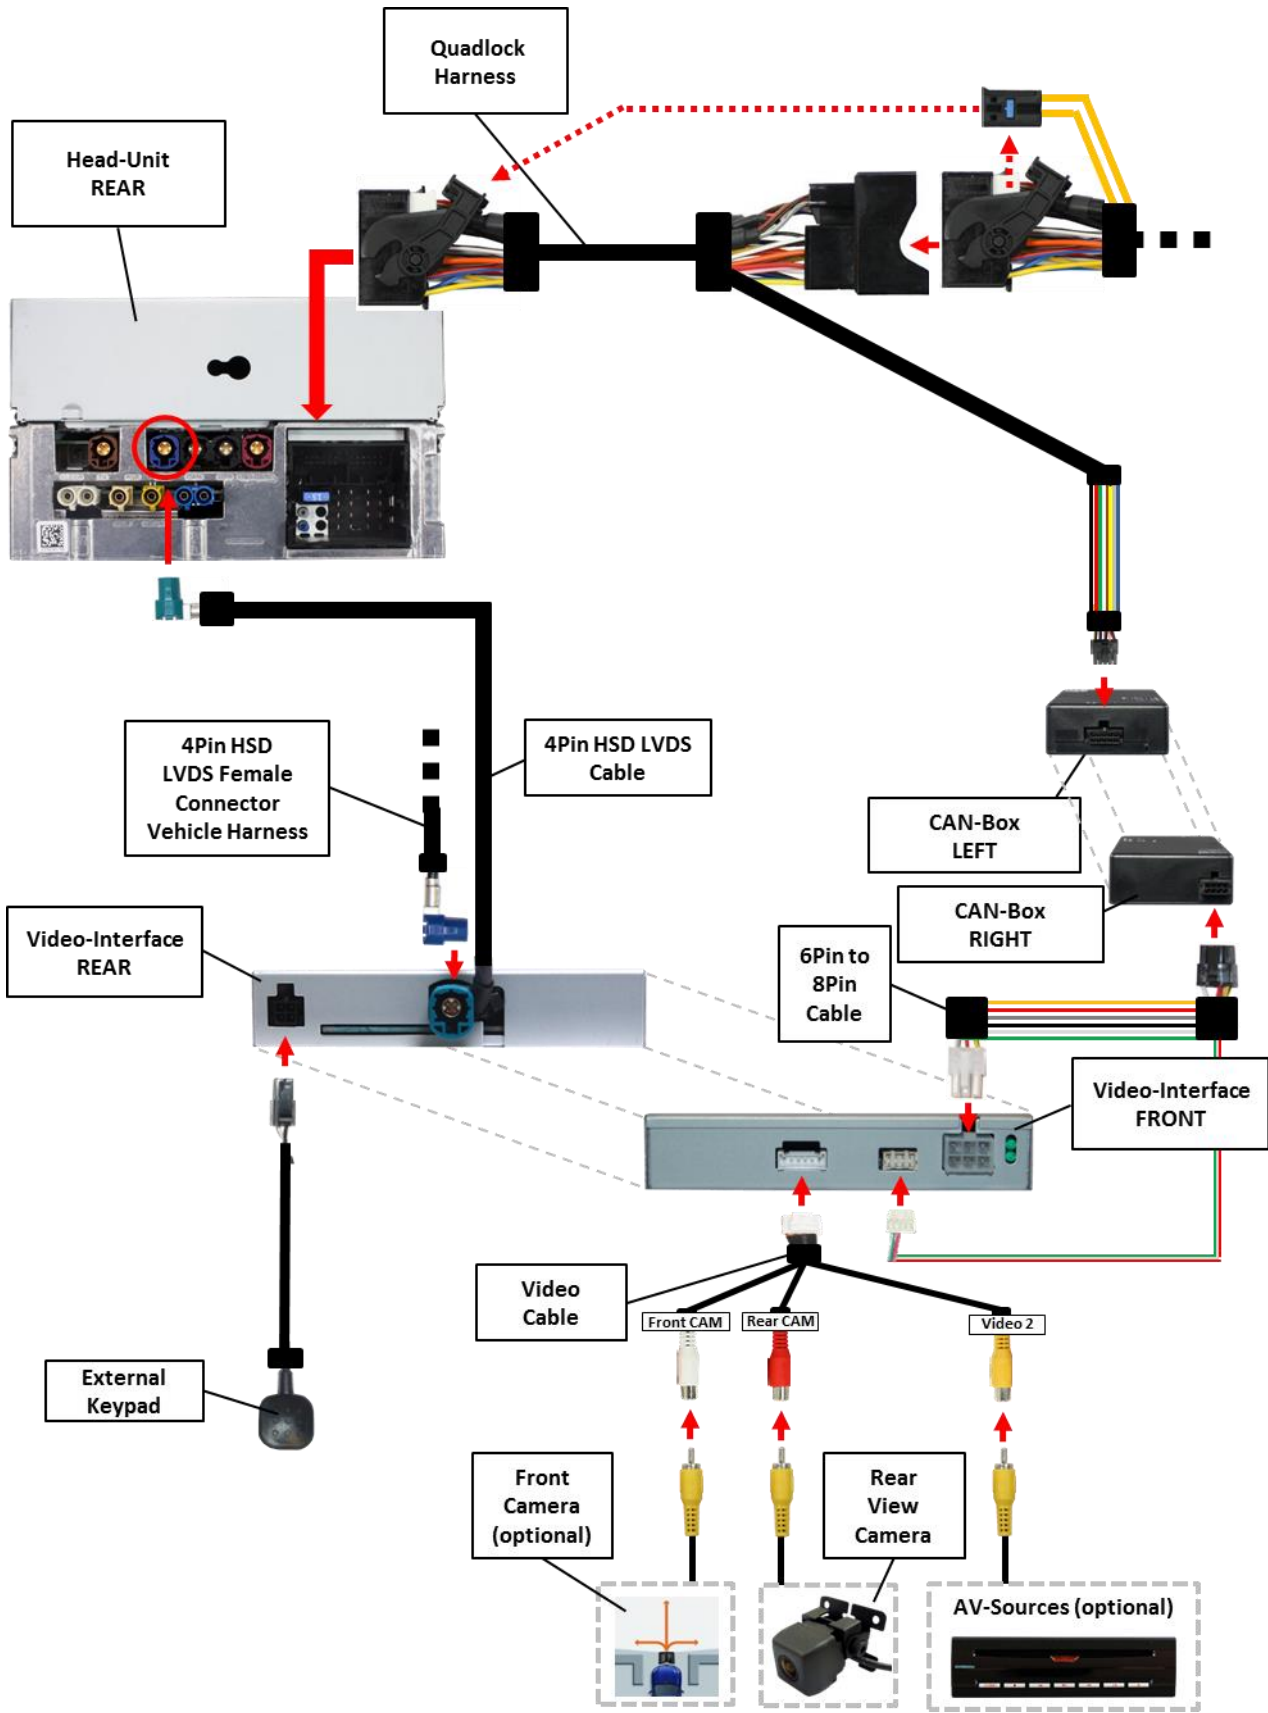 Quadlock
Harness
Head-Unit
REAR
4Pin HSD
LVDS Female
Connector
Vehicle Harness
4Pin HSD LVDS
Cable
CAN-Box
LEFT
CAN-Box
RIGHT
Video-Interface
REAR
6Pin to
8Pin
Cable
Video-Interface
FRONT
Video
Cable
Front CAM
Rear CAM
Video 2
External
Keypad
Front
Camera
(optional)
Rear
View
Camera
AV-Sources (optional)